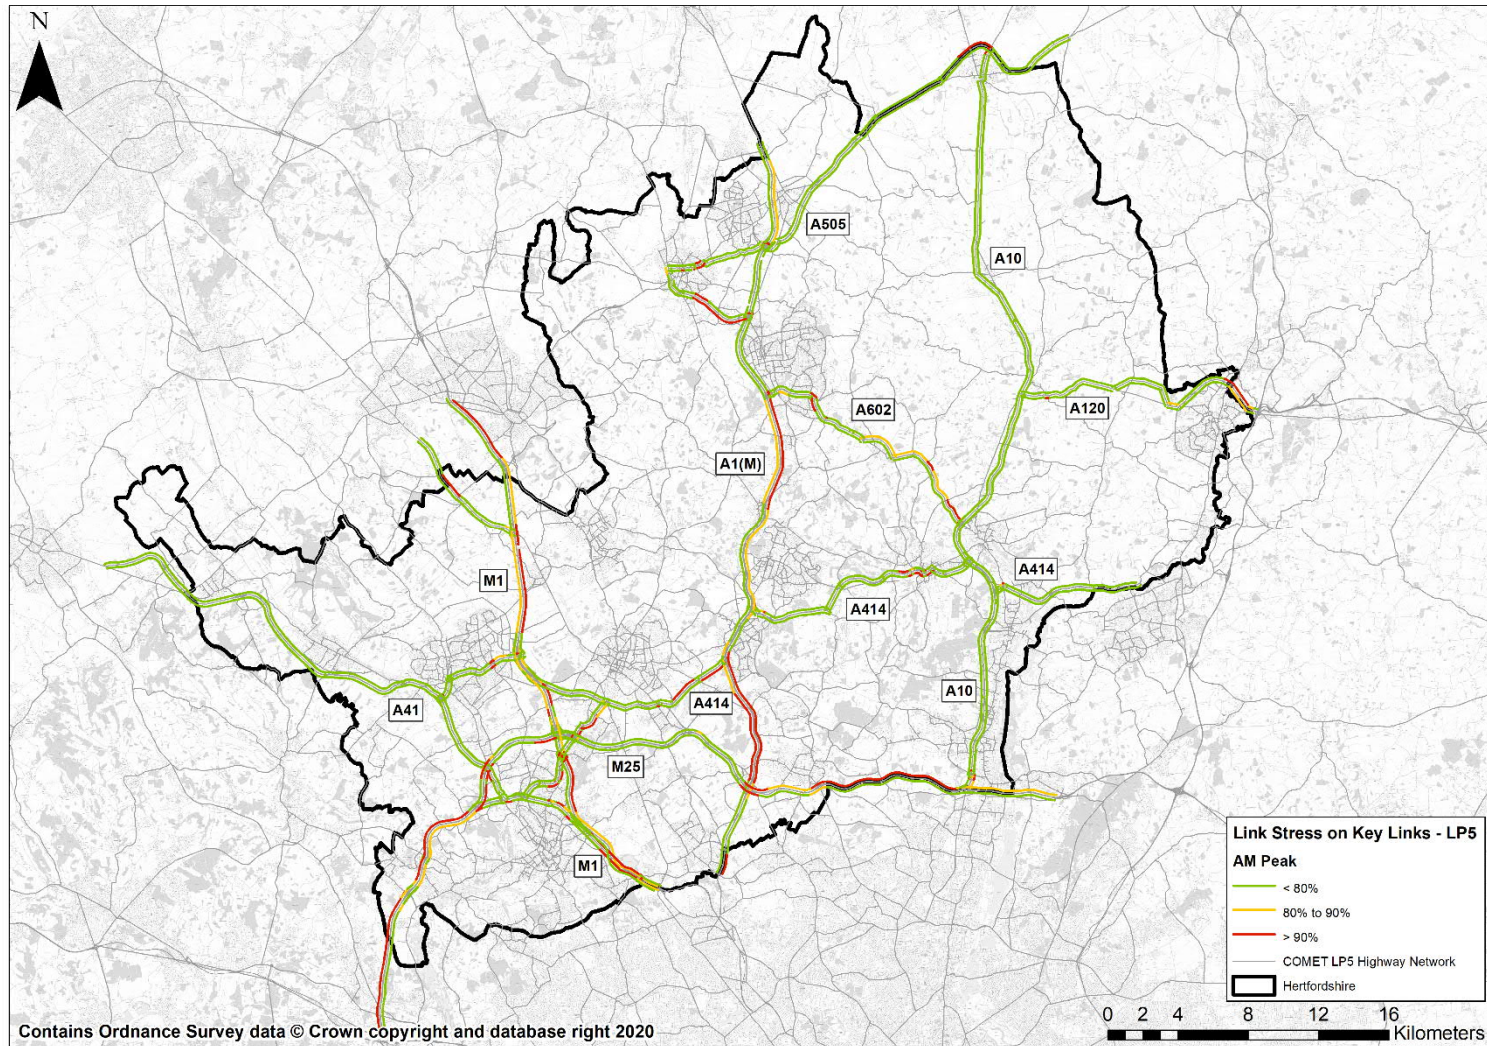 N
A505
A10
A602
A120
A1(M)
M1
A414
A414
A41
A414
A10
M25
M1
Link Stress on Key Links - LP5
AM Peak
< 80%
80% to 90%
> 90%
COMET LP5 Highway Network
Hertfordshire
Contains Ordnance Survey data © Crown copyright and database right 2020
0 2 4 8 12 16
Kilometers